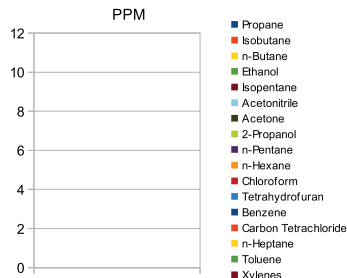 PPM
12
10
8
6
4
2
0
Propane
Isobutane
n-Butane
Ethanol
Isopentane
Acetonitrile
Acetone
2-Propanol
n-Pentane
n-Hexane
Chloroform
Tetrahydrofuran
Benzene
Carbon Tetrachloride
n-Heptane
Toluene
Xylenes